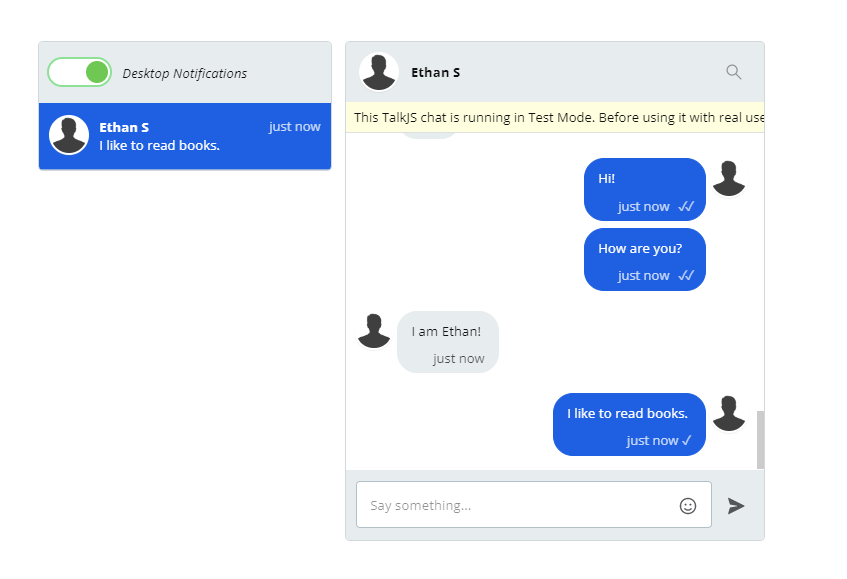 Desktop Notifications
Ethan S
just now
I like to read books.
Ethan S
This TalkJS chat is running in Test Mode. Before using it with real use
Hi!
just now
How are you?
just now
I am Ethan!
just now
I like to read books.
just now
Say something...